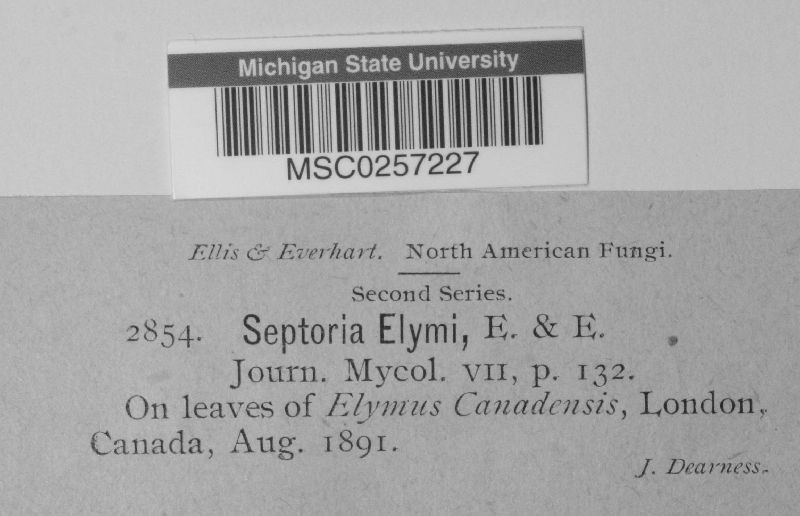 Michigan State University
MSC0257227
Ellis & Everhart. North American Fungi.
Second Series.
2854. Septoria Elymi, E. & E.
Journ. Mycol. VII, p. 132.
On leaves of Elymus Canadensis, London,
Canada, Aug. 1891.
J. Dearness.